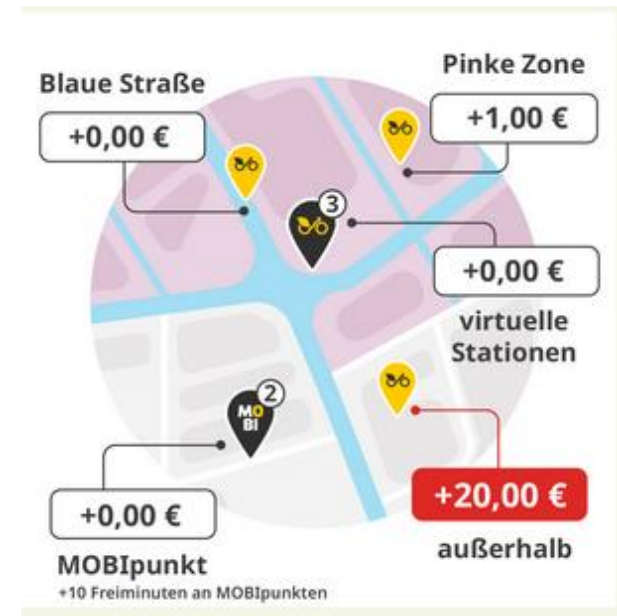 Blaue Straße
+0,00 €
Pinke Zone
+1,00 €
3
+0,00 €
virtuelle
Stationen
2
MO
BI
+0,00 €
MOBIpunkt
+10 Freiminuten an MOBIpunkten
+20,00 €
außerhalb